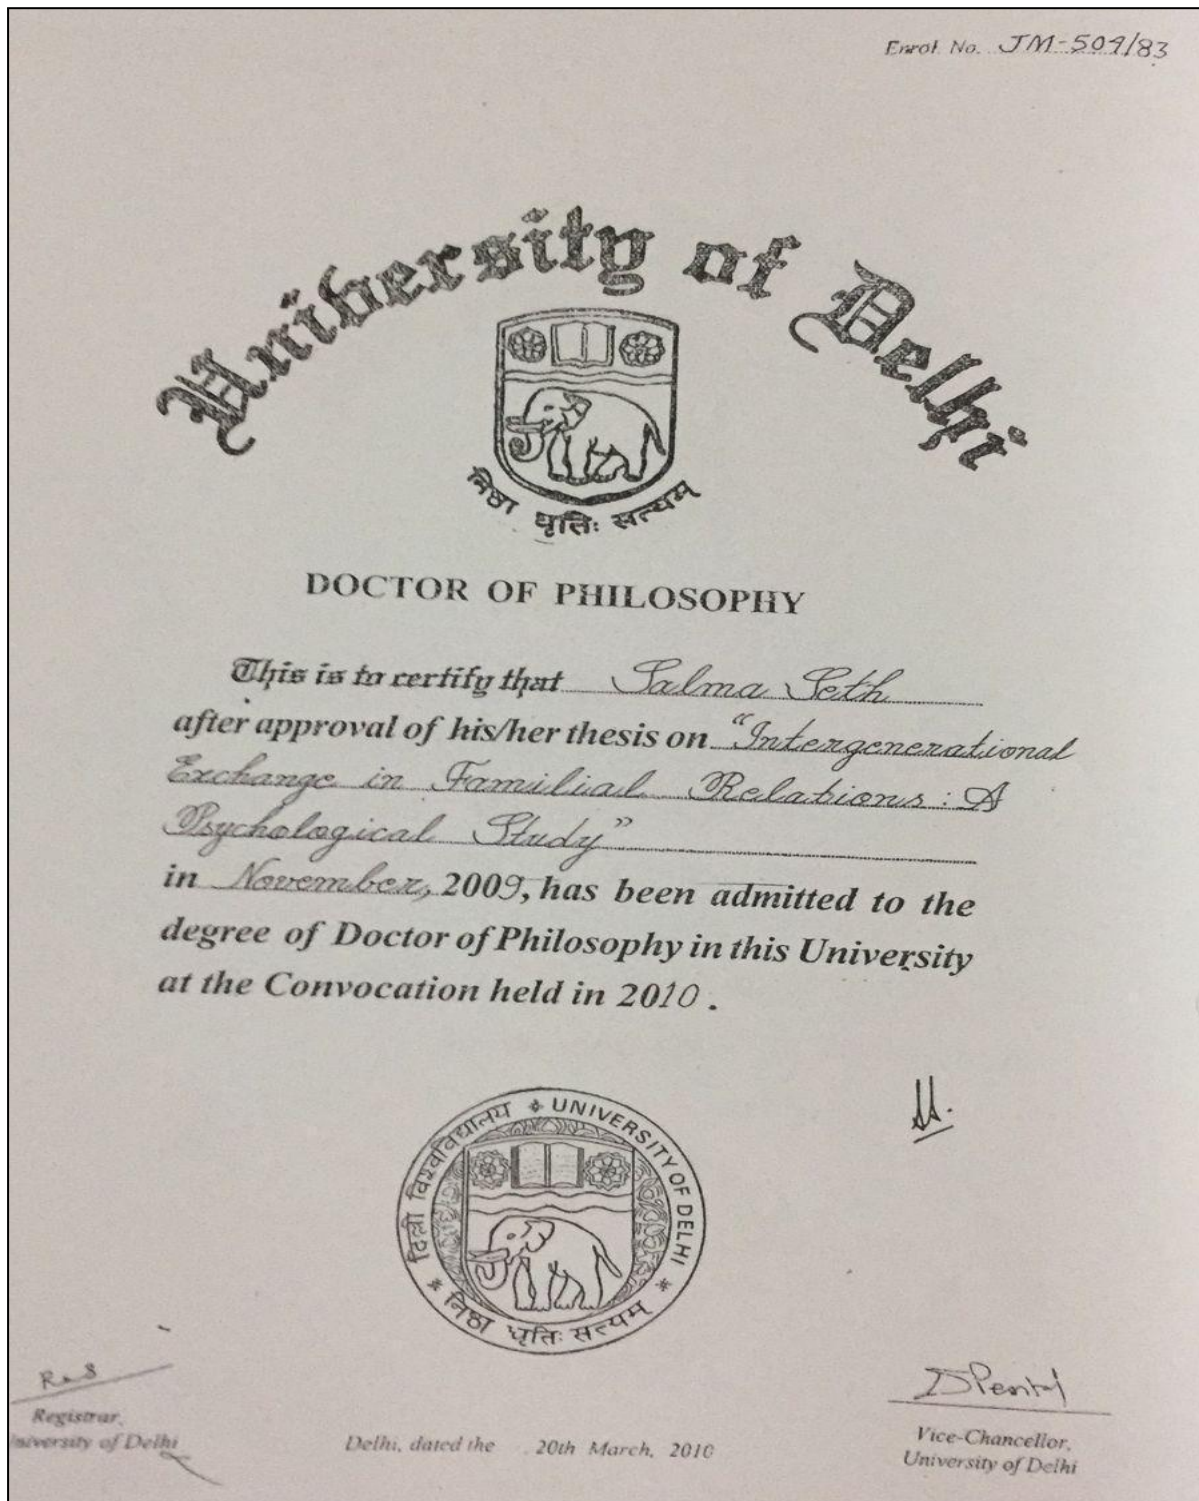 Enrol. No. JM-509/83
University of Delhi
निष्ठा धृतिः सत्यम्
DOCTOR OF PHILOSOPHY
This is to certify that Salma Seth
after approval of his/her thesis on "Intergenerational
Exchange in Familial Relations : A
Psychological Study"
in November, 2009, has been admitted to the
degree of Doctor of Philosophy in this University
at the Convocation held in 2010.
दिल्ली विश्वविद्यालय UNIVERSITY OF DELHI
निष्ठा धृतिः सत्यम्
Registrar,
University of Delhi
Delhi, dated the 20th March, 2010
Vice-Chancellor,
University of Delhi